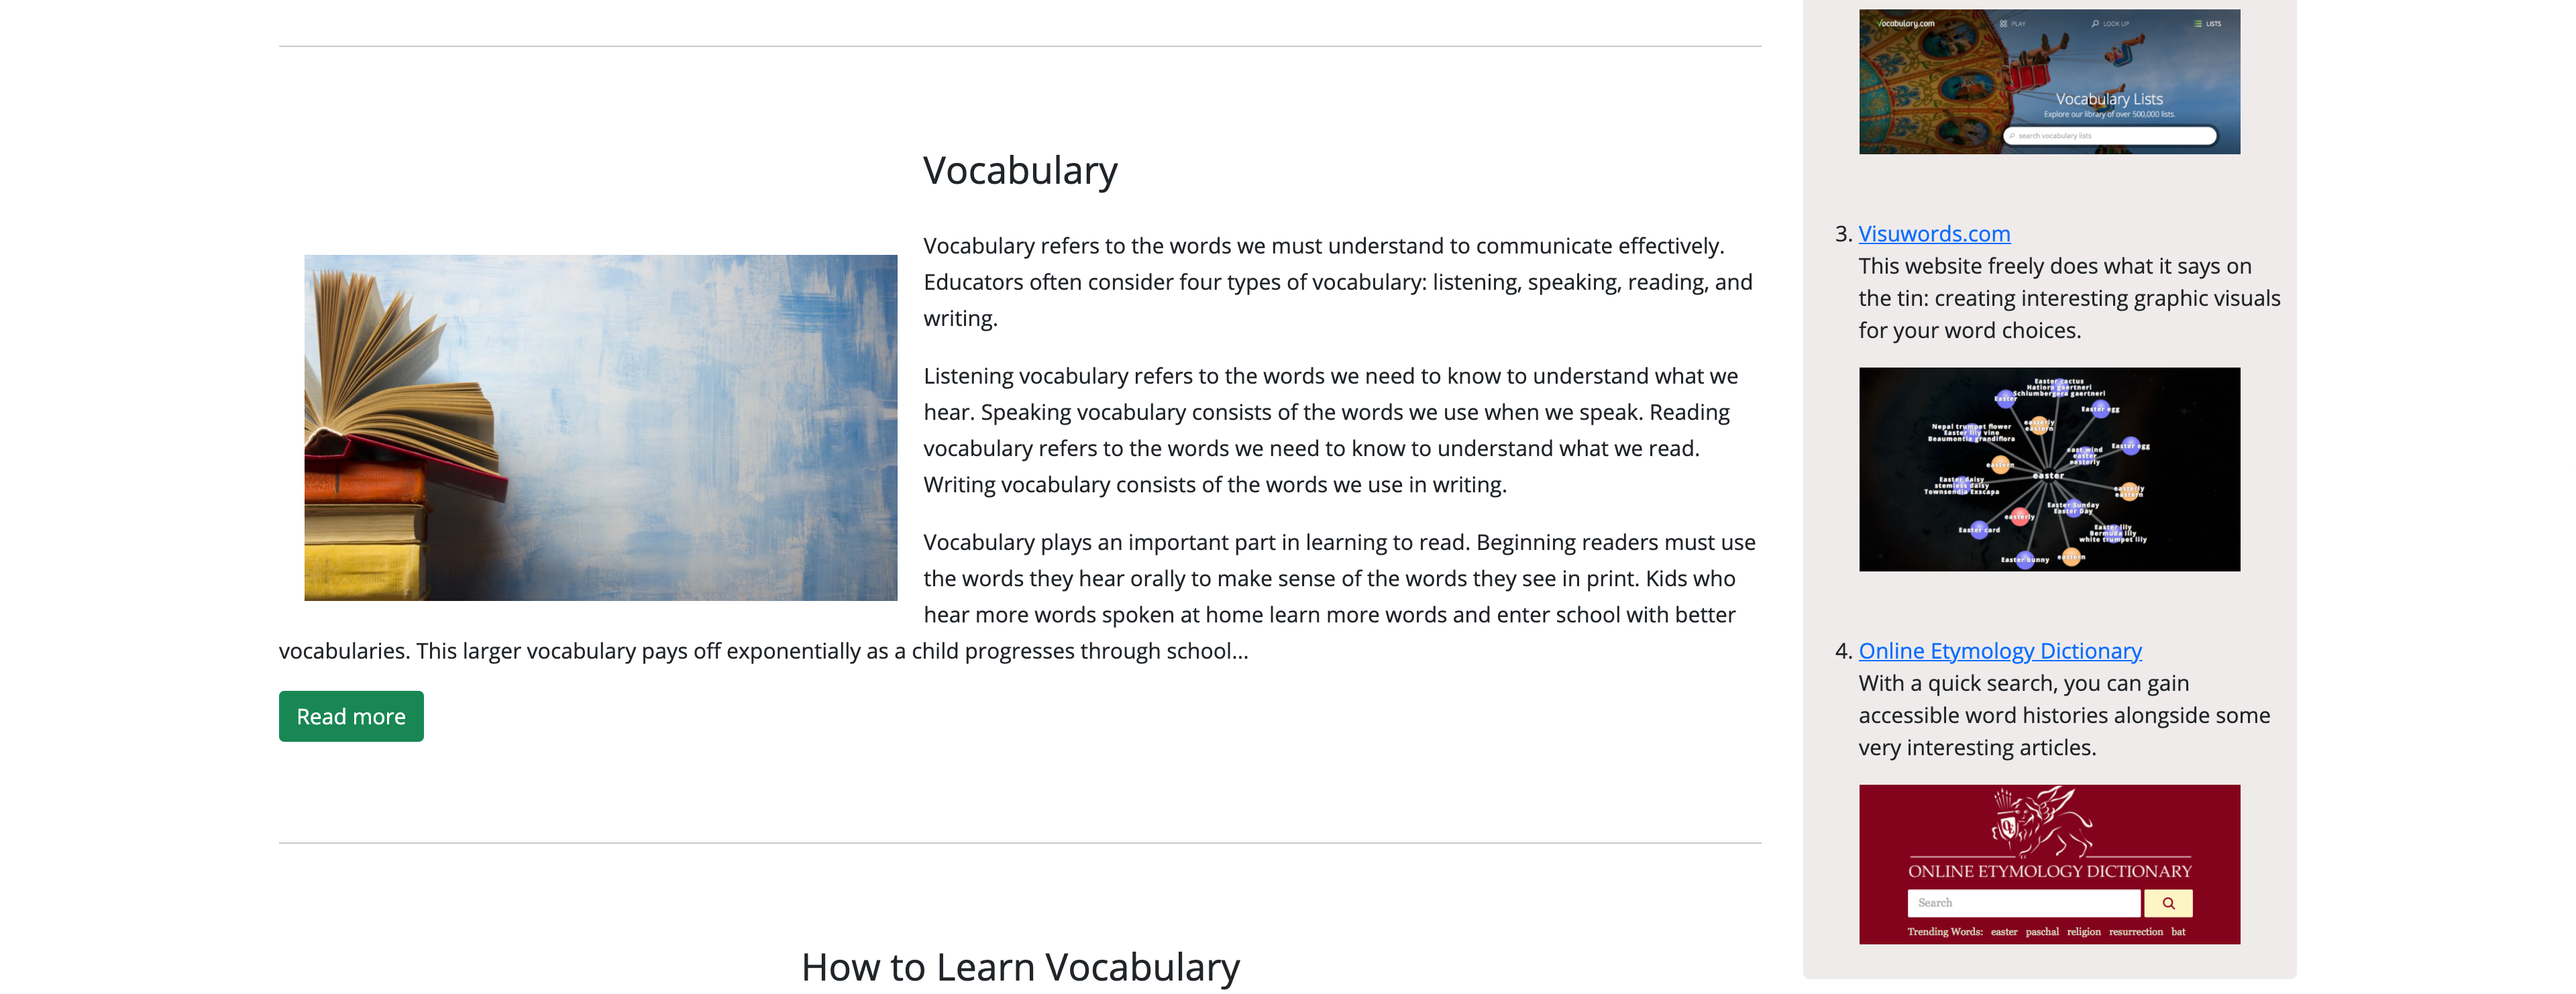 Vocabulary
Vocabulary refers to the words we must understand to communicate effectively.
Educators often consider four types of vocabulary: listening, speaking, reading, and
writing.
Listening vocabulary refers to the words we need to know to understand what we
hear. Speaking vocabulary consists of the words we use when we speak. Reading
vocabulary refers to the words we need to know to understand what we read.
Writing vocabulary consists of the words we use in writing.
Vocabulary plays an important part in learning to read. Beginning readers must use
the words they hear orally to make sense of the words they see in print. Kids who
hear more words spoken at home learn more words and enter school with better
vocabularies. This larger vocabulary pays off exponentially as a child progresses through school...
Read more
How to Learn Vocabulary
Vocabulary.com PLAY LOOK UP LISTS
Vocabulary Lists
Explore our library of over 500,000 lists.
search vocabulary lists
3. Visuwords.com
This website freely does what it says on
the tin: creating interesting graphic visuals
for your word choices.
Easter cactus
Hatiora gaertneri
Schlumbergera gaertneri
Easter
Easter egg
easterly
eastern
Nepal trumpet flower
Easter lily vine
Beaumontia grandiflora
Easter egg
east wind
easter
easterly
eastern
easter
Easter daisy
stemless daisy
Townsendia Exscapa
easterly
eastern
Easter Sunday
Easter Day
easterly
Easter card
Easter lily
Bermuda lily
white trumpet lily
Easter bunny
eastern
4. Online Etymology Dictionary
With a quick search, you can gain
accessible word histories alongside some
very interesting articles.
ONLINE ETYMOLOGY DICTIONARY
Search
Trending Words: easter paschal religion resurrection bat